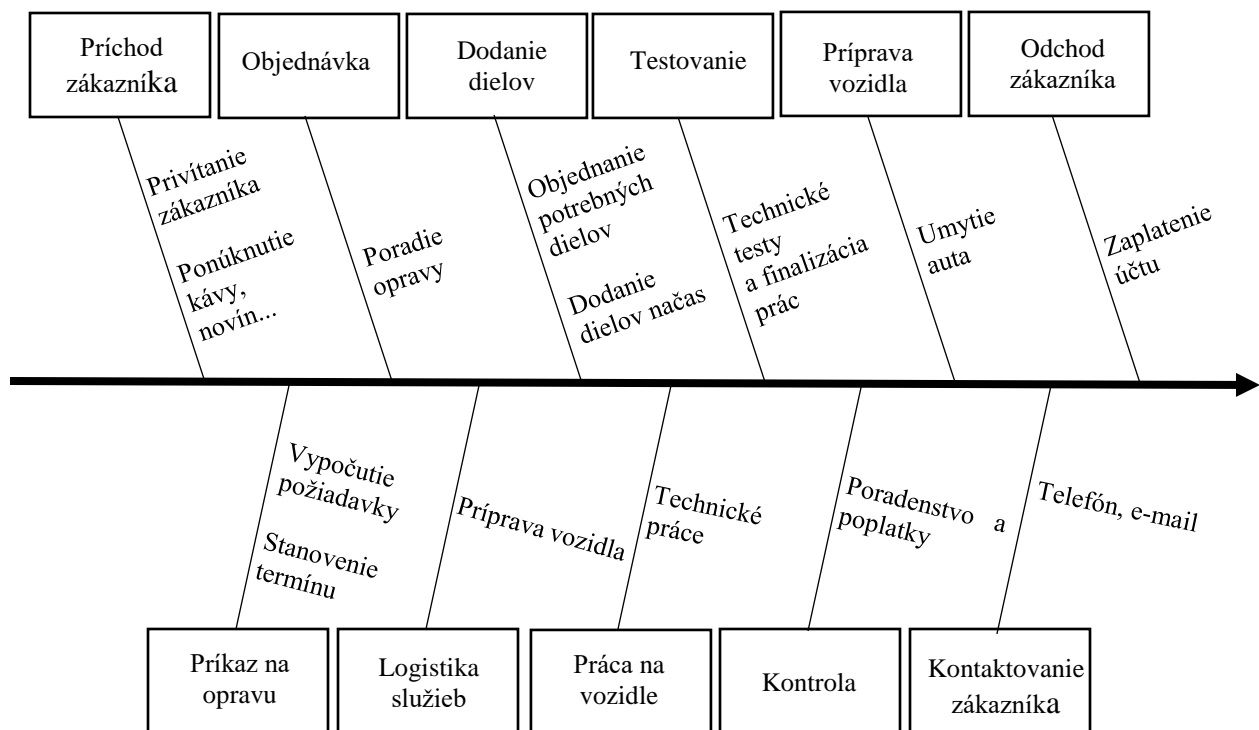 Príchod
zákazníka
Objednávka
Dodanie
dielov
Testovanie
Príprava
vozidla
Odchod
zákazníka
Privítanie
zákazníka
Ponúknutie
kávy,
novín...
Poradie
opravy
Objednanie
potrebných
dielov
Dodanie
dielov načas
Technické
testy
a finalizácia
prác
Umytie
auta
Zaplatenie
účtu
Vypočutie
požiadavky
Stanovenie
termínu
Príprava vozidla
Technické
práce
Poradenstvo a
poplatky
Telefón, e-mail
Príkaz na
opravu
Logistika
služieb
Práca na
vozidle
Kontrola
Kontaktovanie
zákazníka